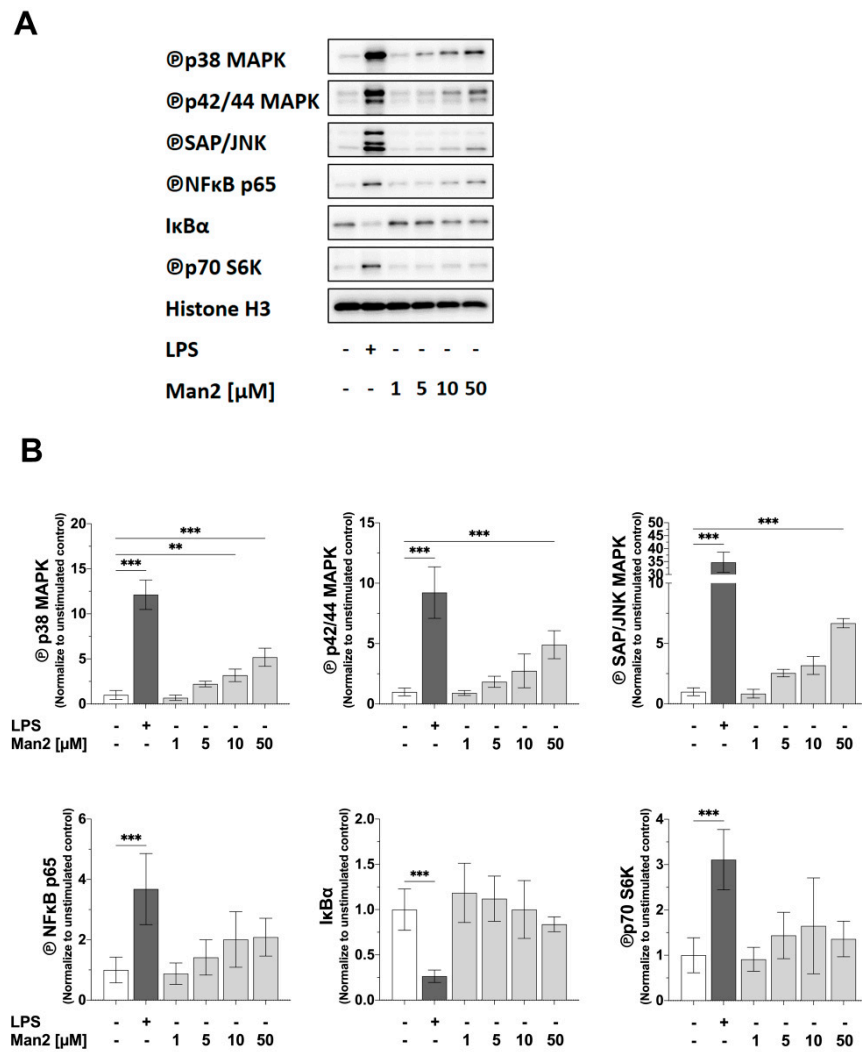 A
Ⓟp38 MAPK
Ⓟp42/44 MAPK
ⓅSAP/JNK
ⓅNFκB p65
IκBα
Ⓟp70 S6K
Histone H3
LPS - + - - - -
Man2 [µM] - - 1 5 10 50
B
Ⓟ p38 MAPK
(Normalize to unstimulated control)
20
15
10
5
0
***
**
***
LPS - + - - - -
Man2 [µM] - - 1 5 10 50
Ⓟ p42/44 MAPK
(Normalize to unstimulated control)
15
10
5
0
***
***
- + - - - -
- - 1 5 10 50
Ⓟ SAP/JNK MAPK
(Normalize to unstimulated control)
50
45
40
35
30
10
5
0
***
***
- + - - - -
- - 1 5 10 50
Ⓟ NFκB p65
(Normalize to unstimulated control)
6
4
2
0
***
LPS - + - - - -
Man2 [µM] - - 1 5 10 50
IκBα
(Normalize to unstimulated control)
2.0
1.5
1.0
0.5
0.0
***
- + - - - -
- - 1 5 10 50
Ⓟp70 S6K
(Normalize to unstimulated control)
4
3
2
1
0
***
- + - - - -
- - 1 5 10 50